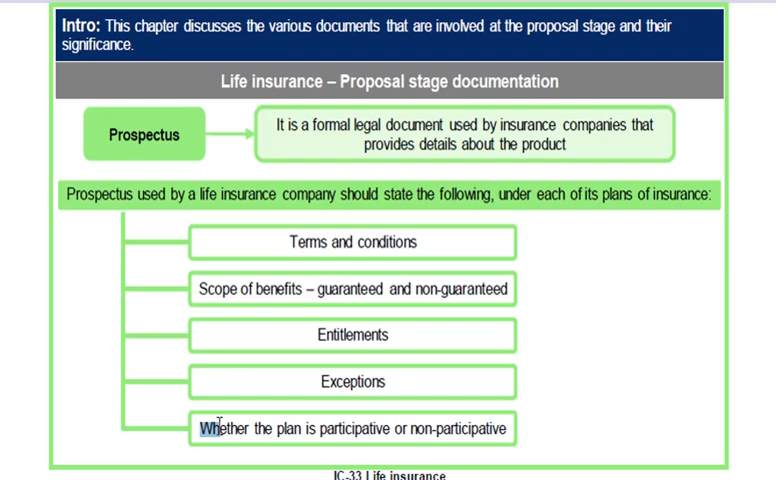 Intro: This chapter discusses the various documents that are involved at the proposal stage and their
significance.
Life insurance – Proposal stage documentation
Prospectus
It is a formal legal document used by insurance companies that
provides details about the product
Prospectus used by a life insurance company should state the following, under each of its plans of insurance:
Terms and conditions
Scope of benefits – guaranteed and non-guaranteed
Entitlements
Exceptions
Whether the plan is participative or non-participative
IC-33 Life insurance